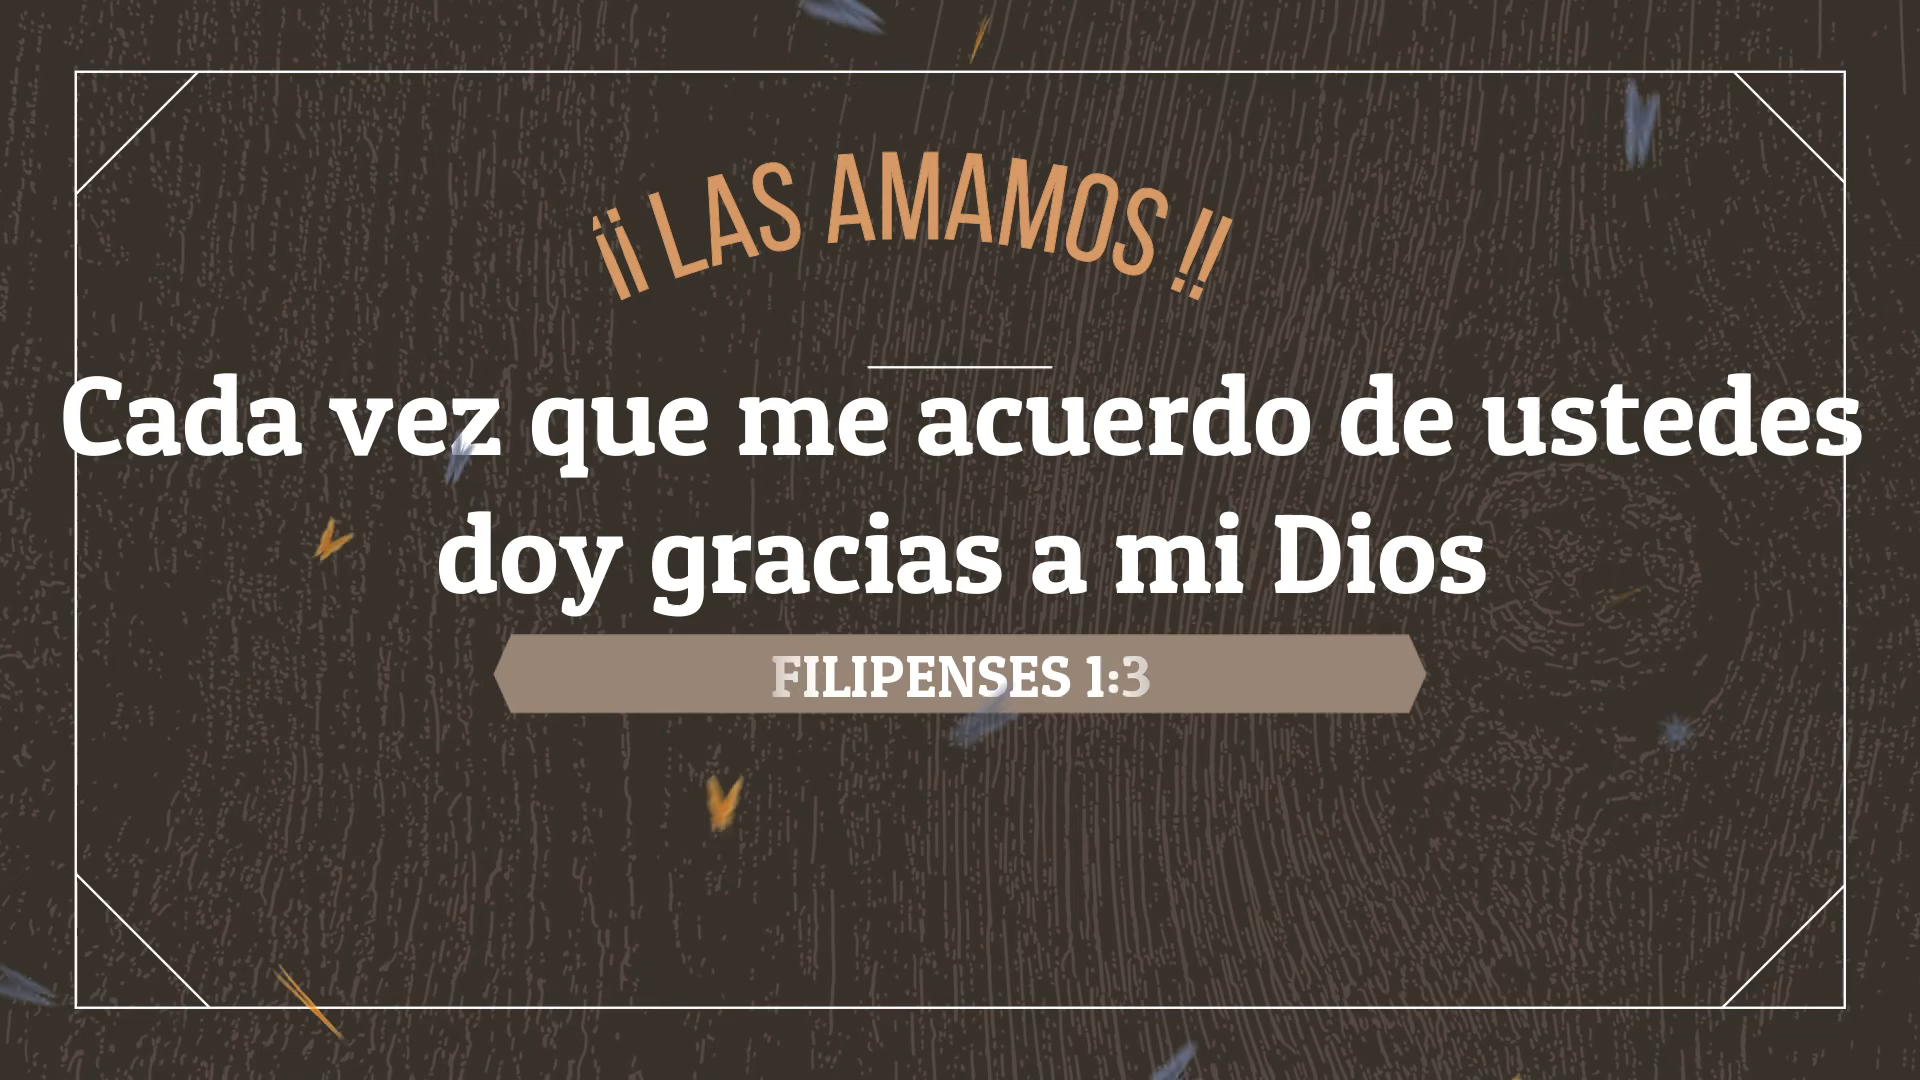 ¡¡ LAS AMAMOS !!
Cada vez que me acuerdo de ustedes
doy gracias a mi Dios
FILIPENSES 1:3